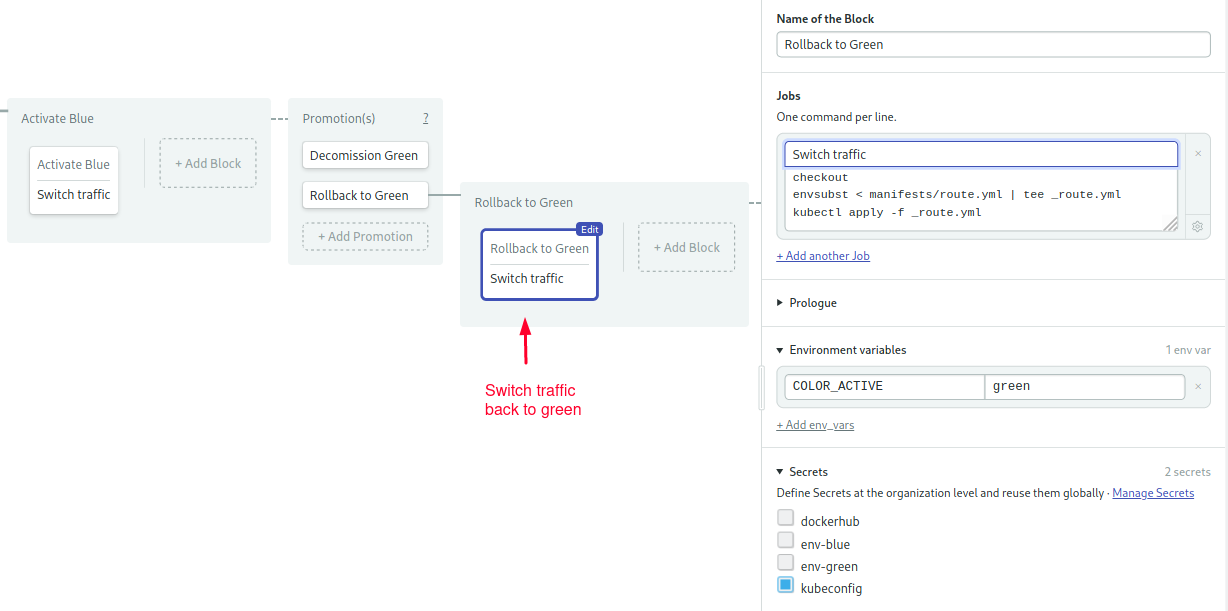 Activate Blue
Activate Blue
Switch traffic
+ Add Block
Promotion(s)
?
Decomission Green
Rollback to Green
+ Add Promotion
Rollback to Green
Edit
Rollback to Green
Switch traffic
+ Add Block
Switch traffic
back to green
Name of the Block
Rollback to Green
Jobs
One command per line.
Switch traffic
×
checkout
envsubst < manifests/route.yml | tee _route.yml
kubectl apply -f _route.yml
+ Add another Job
Prologue
Environment variables
1 env var
COLOR_ACTIVE
green
×
+ Add env_vars
Secrets
2 secrets
Define Secrets at the organization level and reuse them globally · Manage Secrets
dockerhub
env-blue
env-green
kubeconfig